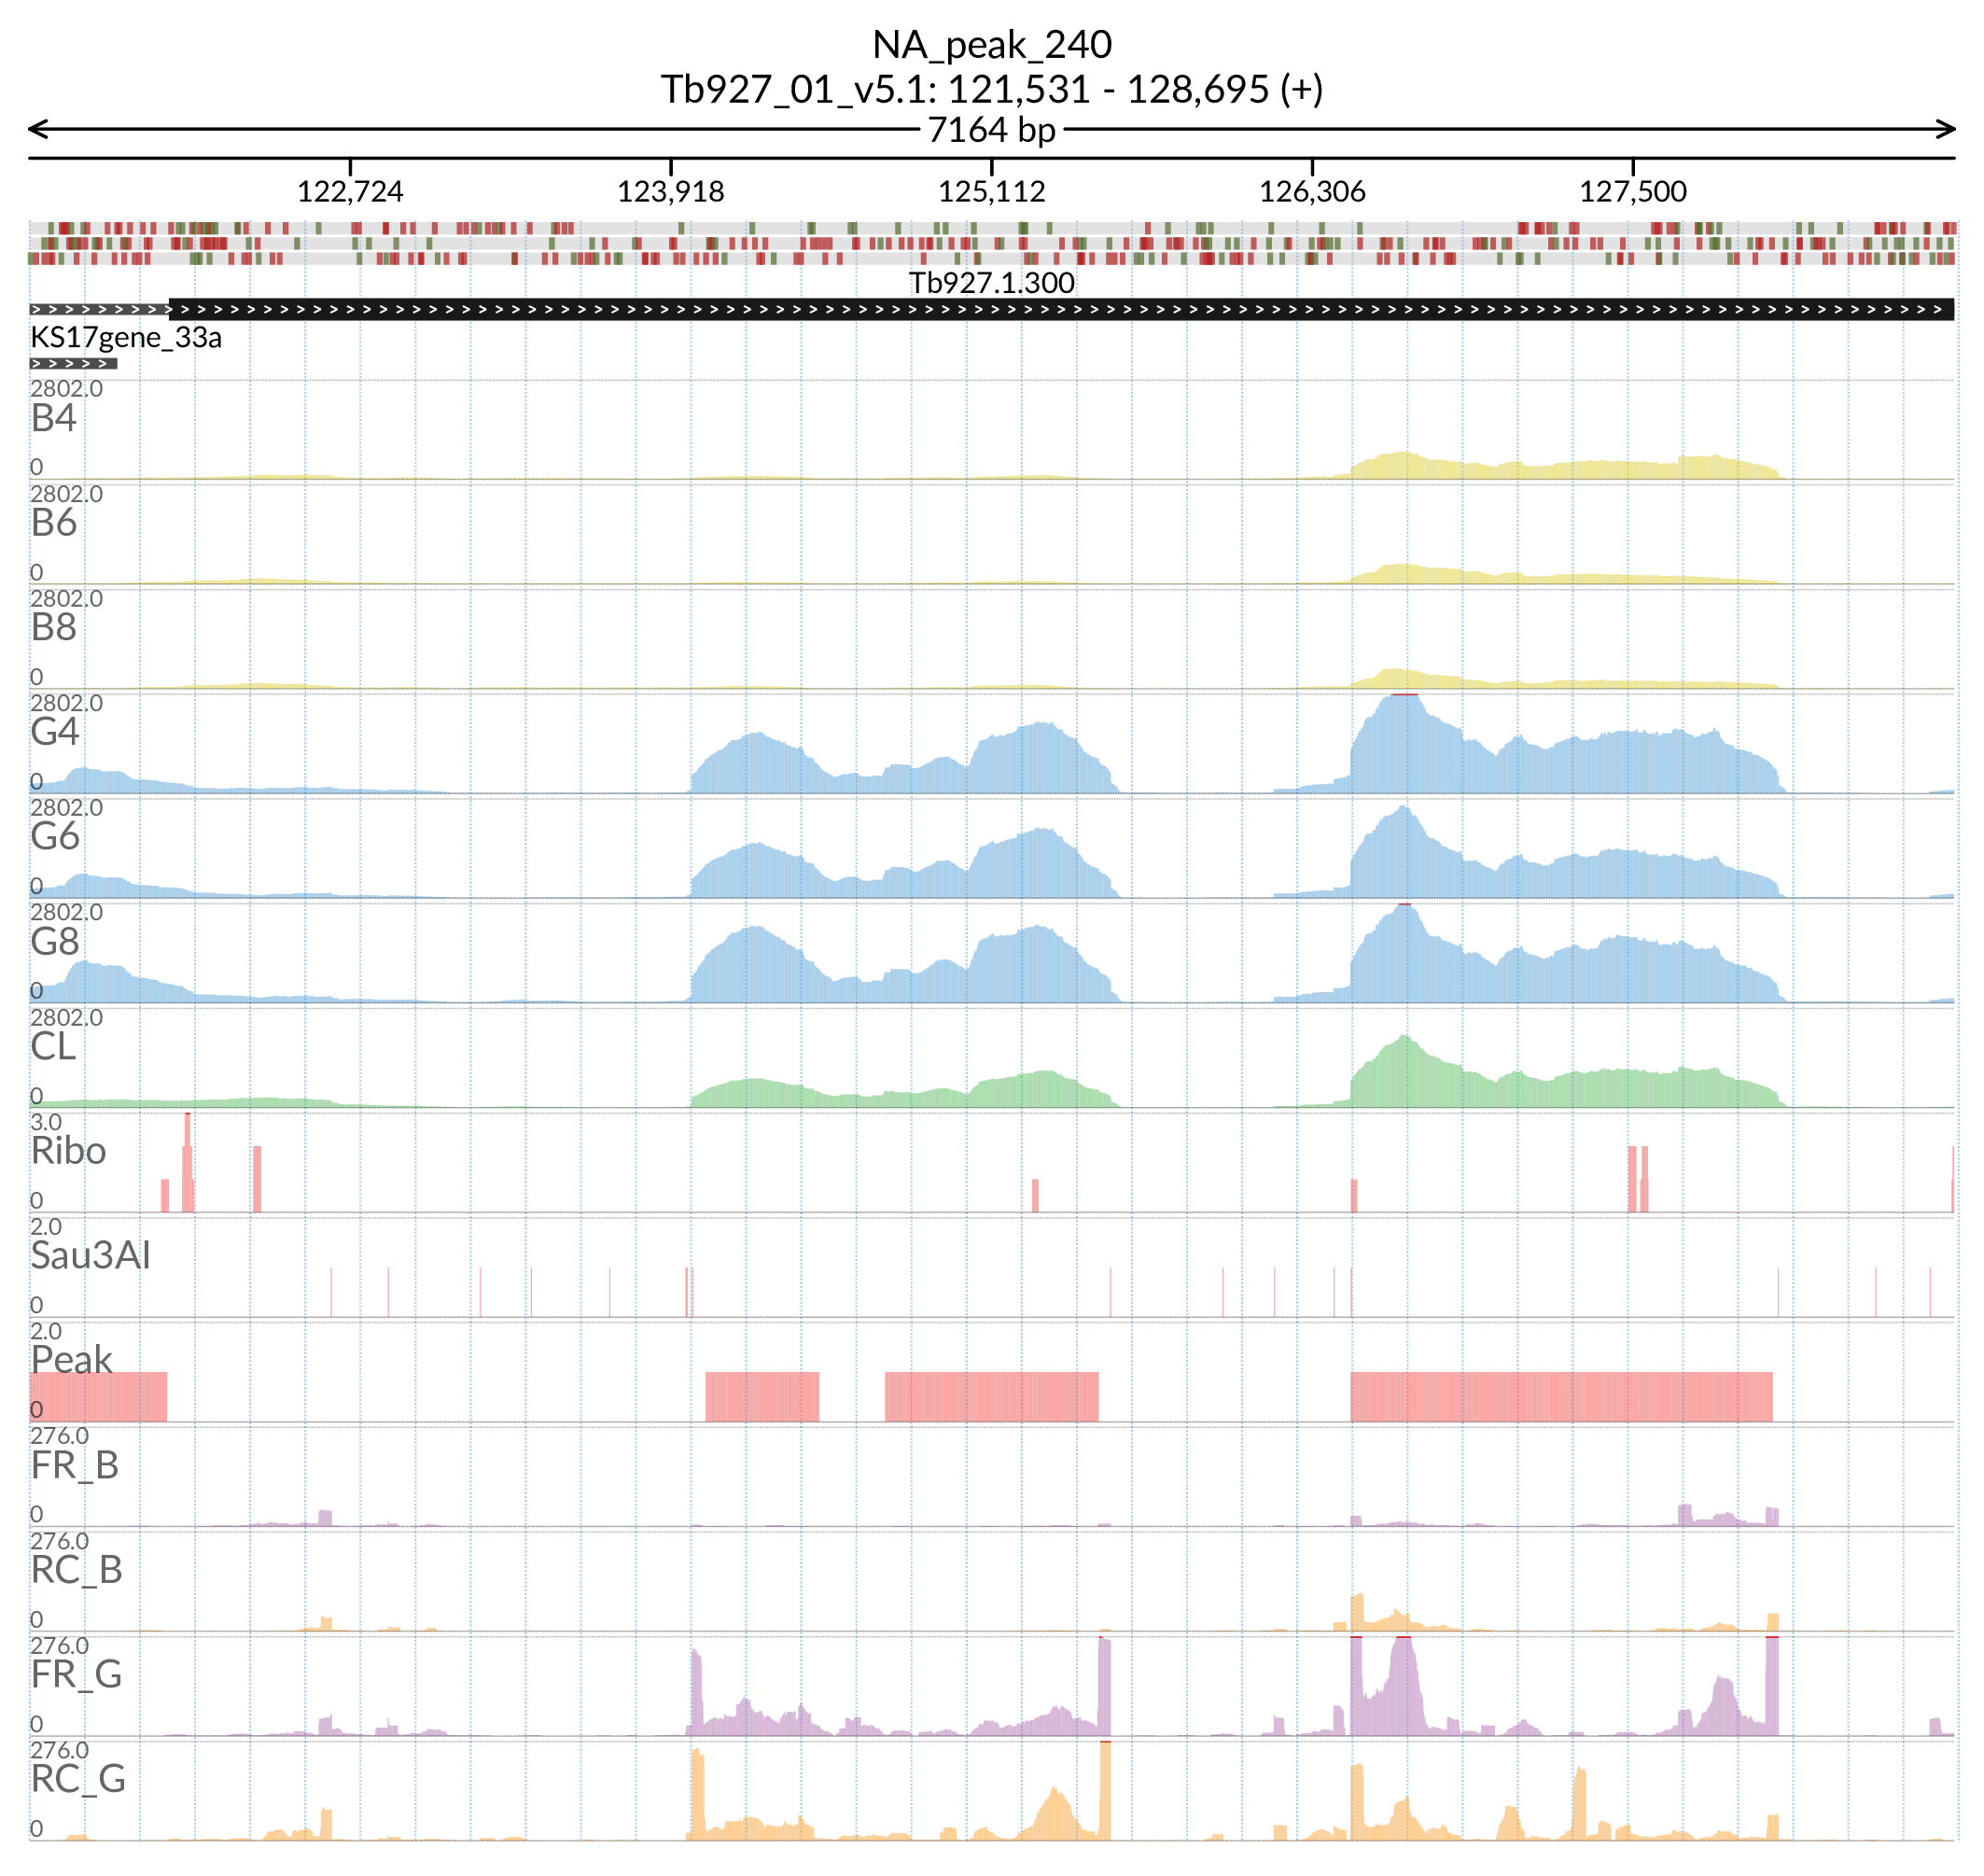 NA_peak_240
Tb927_01_v5.1: 121,531 - 128,695 (+)
7164 bp
122,724 123,918 125,112 126,306 127,500
Tb927.1.300
KS17gene_33a
2802.0
B4
0
2802.0
B6
0
2802.0
B8
0
2802.0
G4
0
2802.0
G6
0
2802.0
G8
0
2802.0
CL
0
3.0
Ribo
0
2.0
Sau3AI
0
2.0
Peak
0
276.0
FR_B
0
276.0
RC_B
0
276.0
FR_G
0
276.0
RC_G
0